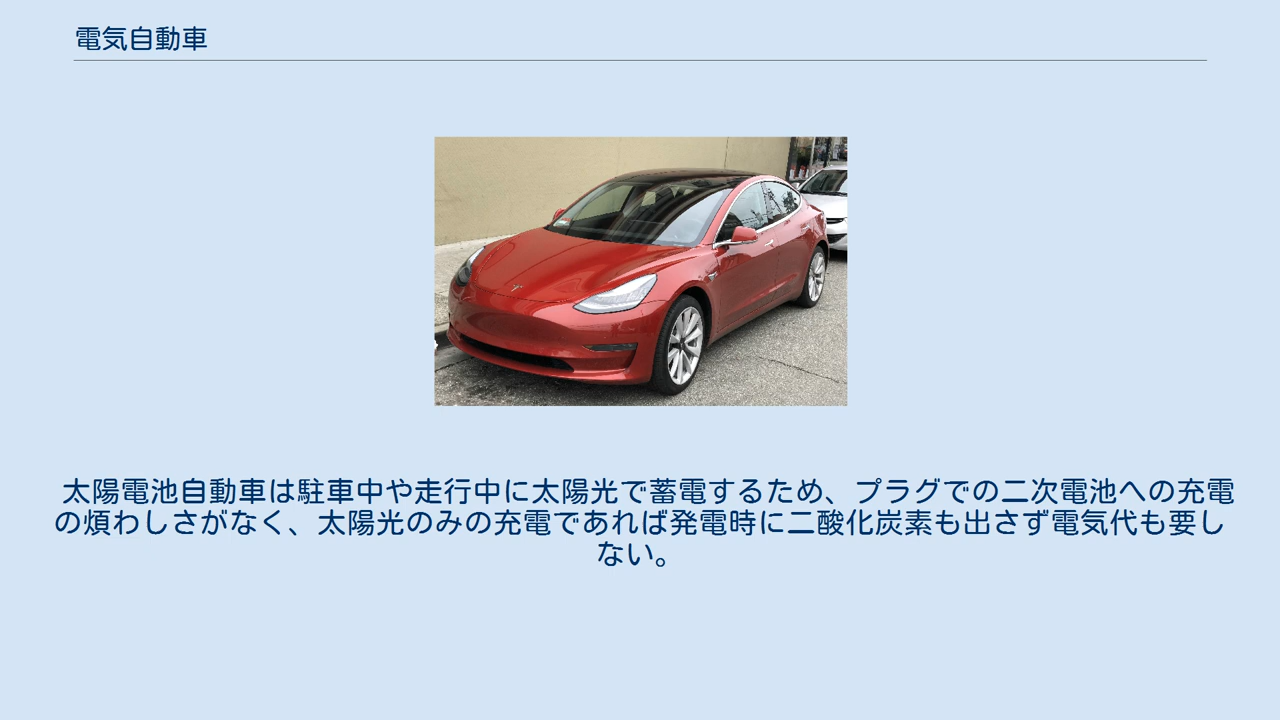 電気自動車
太陽電池自動車は駐車中や走行中に太陽光で蓄電するため、プラグでの二次電池への充電
の煩わしさがなく、太陽光のみの充電であれば発電時に二酸化炭素も出さず電気代も要し
ない。